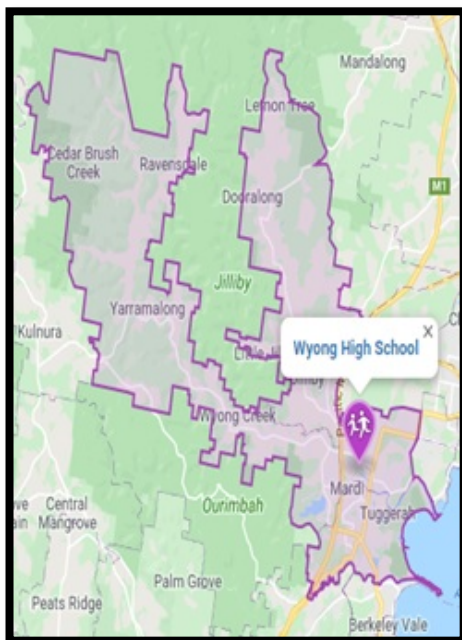 Mandalong
Lemon Tree
Cedar Brush
Creek
Ravensdale
M1
Dooralong
Jilliby
Yarramalong
Kulnura
X
Wyong High School
Wyong Creek
Mardi
Ourimbah
Tuggerah
Central
Mangrove
Palm Grove
Peats Ridge
Berkeley Vale